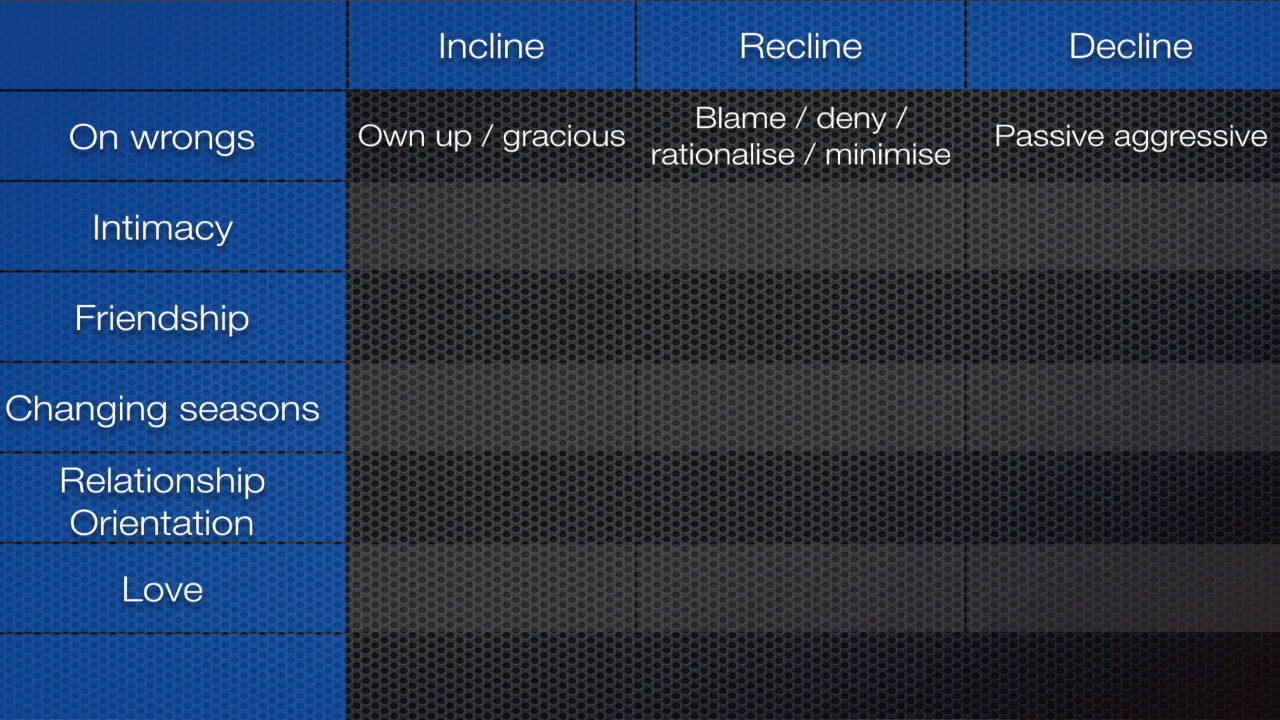 Incline
Recline
Decline
On wrongs
Own up / gracious
Blame / deny /
rationalise / minimise
Passive aggressive
Intimacy
Friendship
Changing seasons
Relationship
Orientation
Love